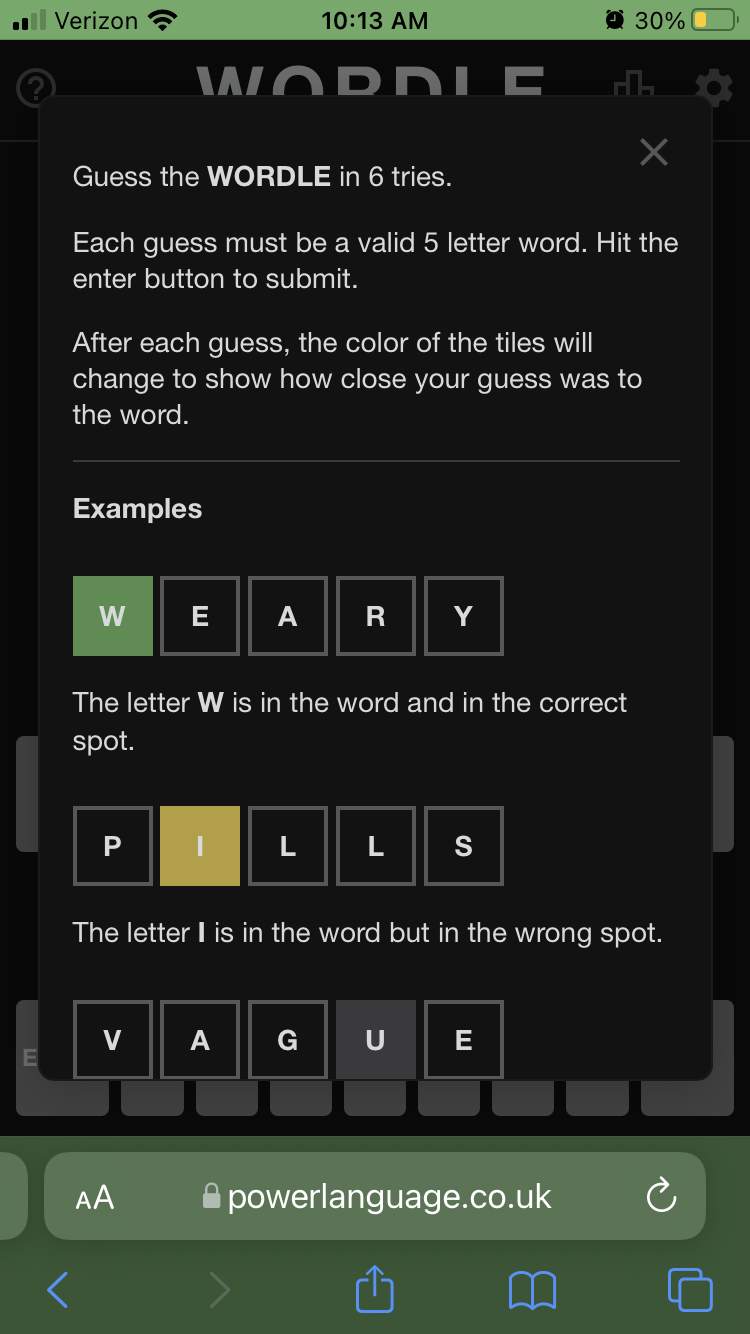 Verizon 10:13 AM 30%
? WORDLE
Guess the WORDLE in 6 tries.
Each guess must be a valid 5 letter word. Hit the
enter button to submit.
After each guess, the color of the tiles will
change to show how close your guess was to
the word.
Examples
W E A R Y
The letter W is in the word and in the correct
spot.
P I L L S
The letter I is in the word but in the wrong spot.
V A G U E
E
AA powerlanguage.co.uk